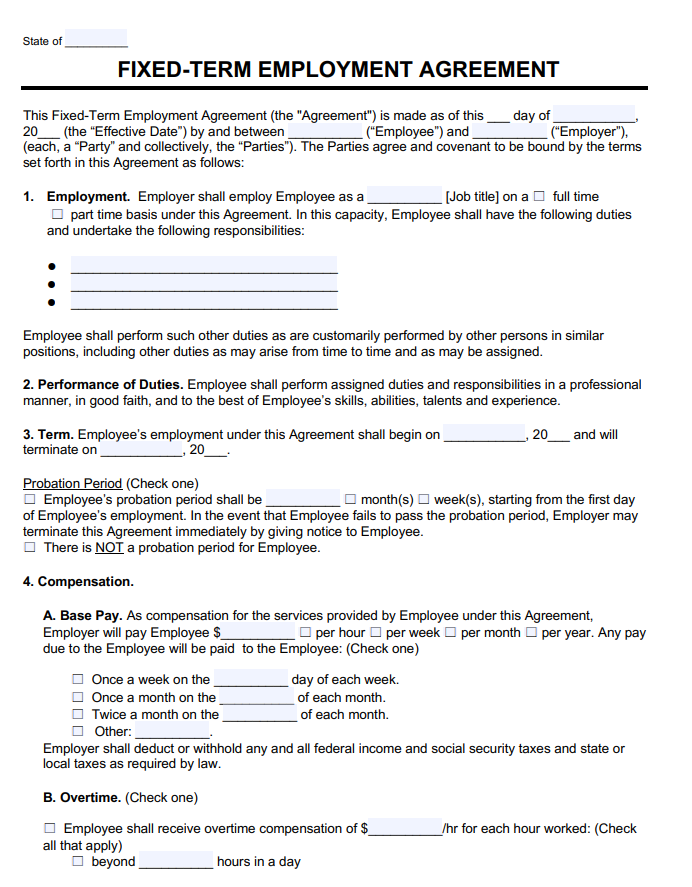 State of __________
FIXED-TERM EMPLOYMENT AGREEMENT
This Fixed-Term Employment Agreement (the "Agreement") is made as of this ___ day of ___________,
20___ (the “Effective Date”) by and between __________ (“Employee”) and __________ (“Employer”),
(each, a “Party” and collectively, the “Parties”). The Parties agree and covenant to be bound by the terms
set forth in this Agreement as follows:
1. Employment. Employer shall employ Employee as a __________ [Job title] on a ☐ full time
☐ part time basis under this Agreement. In this capacity, Employee shall have the following duties
and undertake the following responsibilities:
● ____________________________________
● ____________________________________
● ____________________________________
Employee shall perform such other duties as are customarily performed by other persons in similar
positions, including other duties as may arise from time to time and as may be assigned.
2. Performance of Duties. Employee shall perform assigned duties and responsibilities in a professional
manner, in good faith, and to the best of Employee’s skills, abilities, talents and experience.
3. Term. Employee’s employment under this Agreement shall begin on ___________, 20___ and will
terminate on ___________, 20___.
Probation Period (Check one)
☐ Employee’s probation period shall be __________ ☐ month(s) ☐ week(s), starting from the first day
of Employee’s employment. In the event that Employee fails to pass the probation period, Employer may
terminate this Agreement immediately by giving notice to Employee.
☐ There is NOT a probation period for Employee.
4. Compensation.
A. Base Pay. As compensation for the services provided by Employee under this Agreement,
Employer will pay Employee $__________ ☐ per hour ☐ per week ☐ per month ☐ per year. Any pay
due to the Employee will be paid to the Employee: (Check one)
☐ Once a week on the __________ day of each week.
☐ Once a month on the __________ of each month.
☐ Twice a month on the __________ of each month.
☐ Other: __________.
Employer shall deduct or withhold any and all federal income and social security taxes and state or
local taxes as required by law.
B. Overtime. (Check one)
☐ Employee shall receive overtime compensation of $__________/hr for each hour worked: (Check
all that apply)
☐ beyond __________ hours in a day